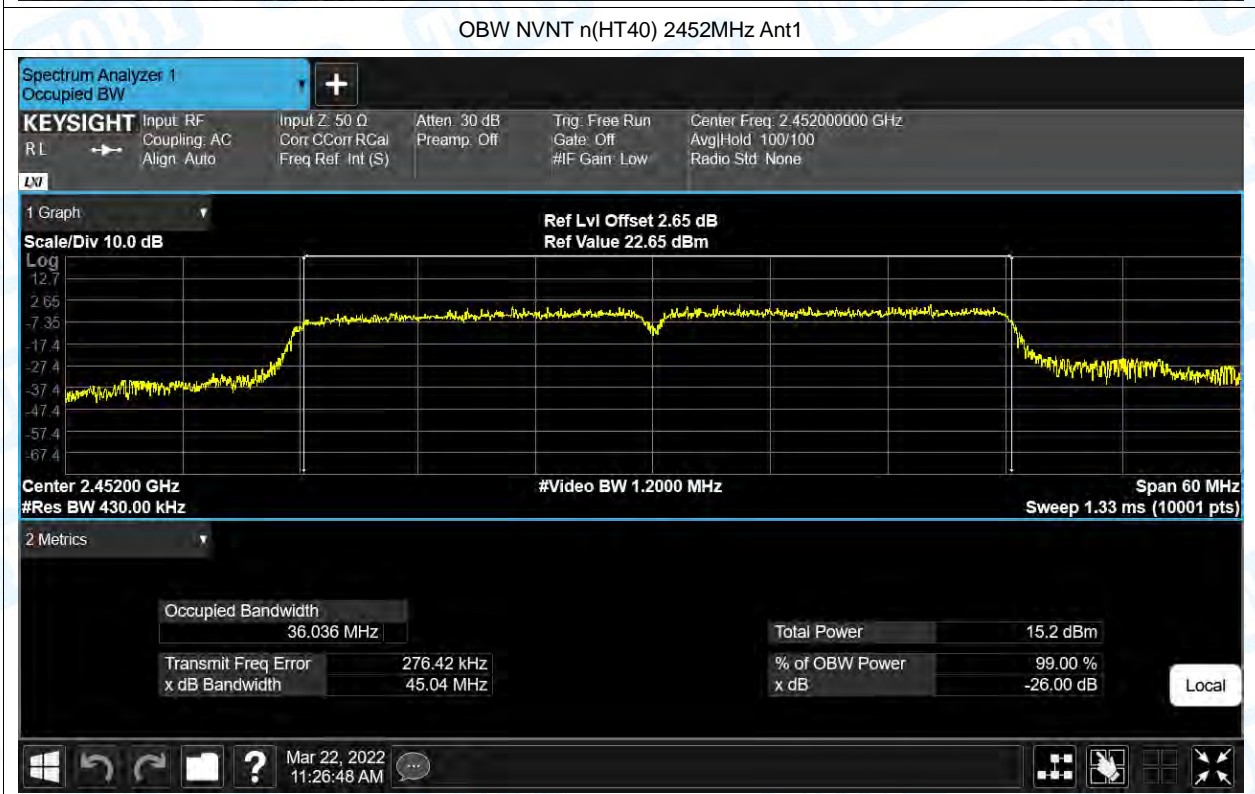 OBW NVNT n(HT40) 2452MHz Ant1
Spectrum Analyzer 1
Occupied BW
KEYSIGHT Input: RF Input Z: 50 Ω Atten: 30 dB Trig: Free Run Center Freq: 2.452000000 GHz
RL Coupling: AC Corr CCorr RCal Preamp: Off Gate: Off Avg|Hold: 100/100
Align: Auto Freq Ref: Int (S) #IF Gain: Low Radio Std: None
LXI
1 Graph
Ref Lvl Offset 2.65 dB
Scale/Div 10.0 dB Ref Value 22.65 dBm
Log
12.7
2.65
-7.35
-17.4
-27.4
-37.4
-47.4
-57.4
-67.4
Center 2.45200 GHz #Video BW 1.2000 MHz Span 60 MHz
#Res BW 430.00 kHz Sweep 1.33 ms (10001 pts)
2 Metrics
Occupied Bandwidth
36.036 MHz Total Power 15.2 dBm
Transmit Freq Error 276.42 kHz % of OBW Power 99.00 %
x dB Bandwidth 45.04 MHz x dB -26.00 dB
Local
Mar 22, 2022
11:26:48 AM